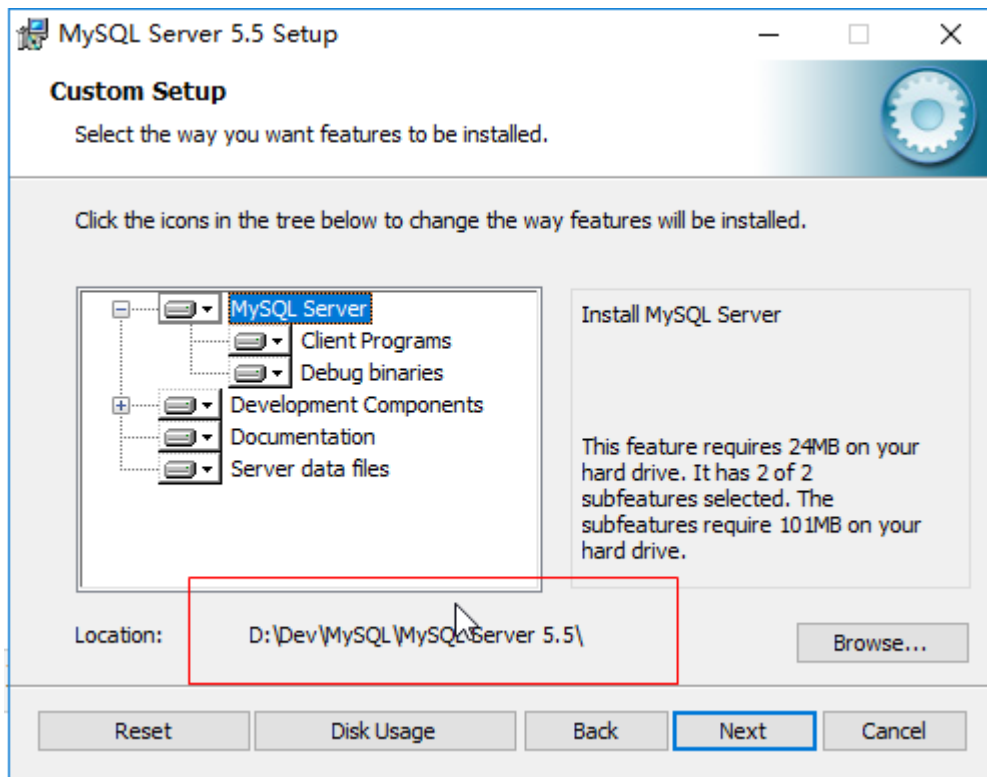 MySQL Server 5.5 Setup
Custom Setup
Select the way you want features to be installed.
Click the icons in the tree below to change the way features will be installed.
MySQL Server
Client Programs
Debug binaries
Development Components
Documentation
Server data files
Install MySQL Server
This feature requires 24MB on your
hard drive. It has 2 of 2
subfeatures selected. The
subfeatures require 101MB on your
hard drive.
Location: D:\Dev\MySQL\MySQL Server 5.5\
Browse...
Reset Disk Usage Back Next Cancel